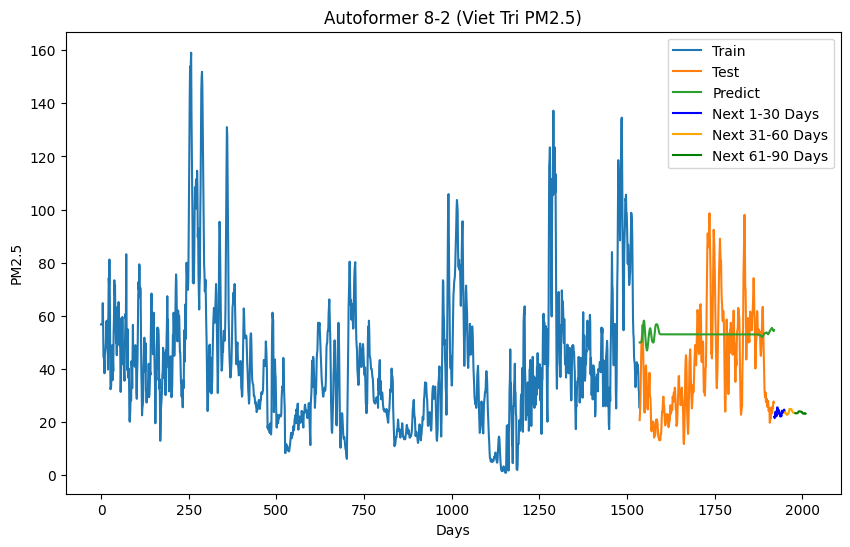 Autoformer 8-2 (Viet Tri PM2.5)
160
140
120
100
80
60
40
20
0
PM2.5
Train
Test
Predict
Next 1-30 Days
Next 31-60 Days
Next 61-90 Days
0
250
500
750
1000
1250
1500
1750
2000
Days